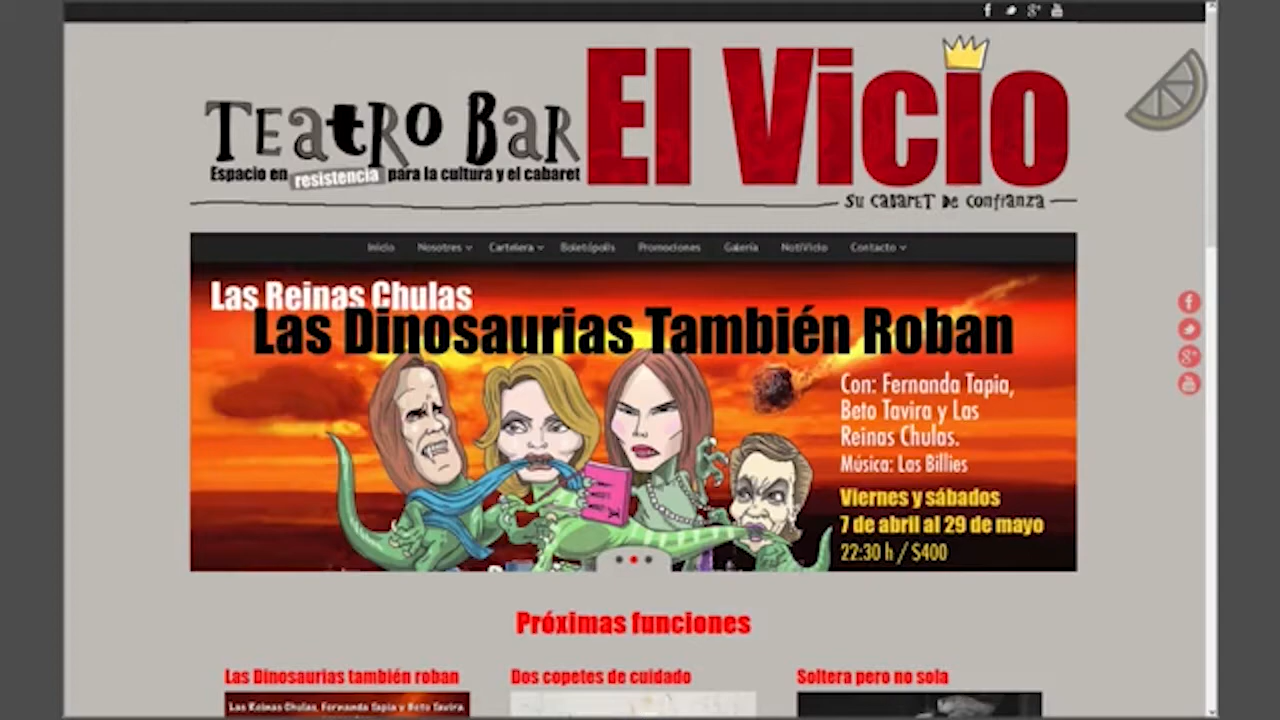 Teatro Bar El Vicio
Espacio en resistencia para la cultura y el cabaret
Su cabaret de confianza
Inicio Nosotres Cartelera Boletópolis Promociones Galería NotiVicio Contacto
Las Reinas Chulas
Las Dinosaurias También Roban
Con: Fernanda Tapia,
Beto Tavira y Las
Reinas Chulas.
Música: Las Billies
Viernes y sábados
7 de abril al 29 de mayo
22:30 h / $400
Próximas funciones
Las Dinosaurias también roban
Dos copetes de cuidado
Soltera pero no sola
Las Reinas Chulas, Fernanda Tapia y Beto Tavira